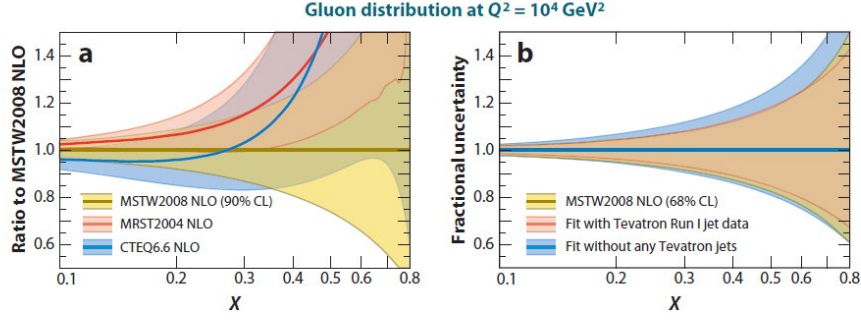 Gluon distribution at Q² = 10⁴ GeV²
a
Ratio to MSTW2008 NLO
1.4
1.2
1.0
0.8
0.6
MSTW2008 NLO (90% CL)
MRST2004 NLO
CTEQ6.6 NLO
0.1 0.2 0.3 0.4 0.5 0.6 0.8
X
b
Fractional uncertainty
1.4
1.2
1.0
0.8
0.6
MSTW2008 NLO (68% CL)
Fit with Tevatron Run I jet data
Fit without any Tevatron jets
0.1 0.2 0.3 0.4 0.5 0.6 0.8
X